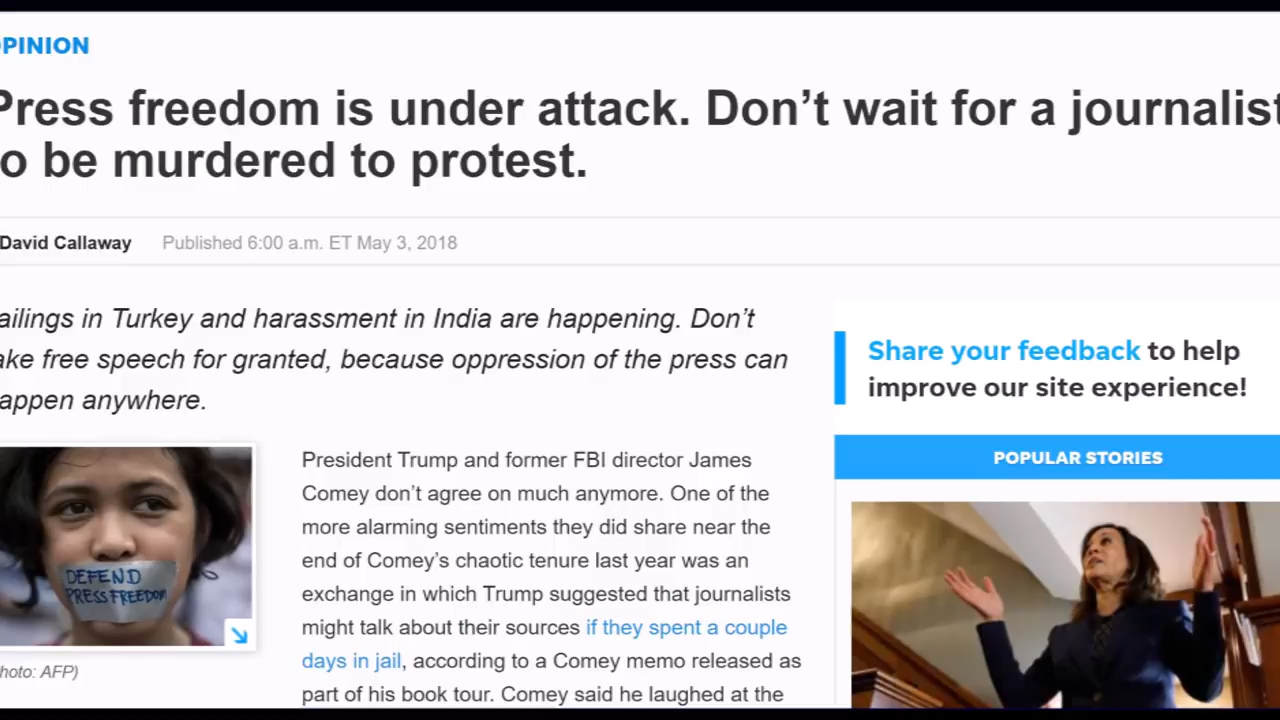 PINION
Press freedom is under attack. Don’t wait for a journalist
o be murdered to protest.
David Callaway Published 6:00 a.m. ET May 3, 2018
ailings in Turkey and harassment in India are happening. Don’t
ake free speech for granted, because oppression of the press can
appen anywhere.
DEFEND
PRESS FREEDOM
hoto: AFP)
President Trump and former FBI director James
Comey don’t agree on much anymore. One of the
more alarming sentiments they did share near the
end of Comey’s chaotic tenure last year was an
exchange in which Trump suggested that journalists
might talk about their sources if they spent a couple
days in jail, according to a Comey memo released as
part of his book tour. Comey said he laughed at the
Share your feedback to help
improve our site experience!
POPULAR STORIES